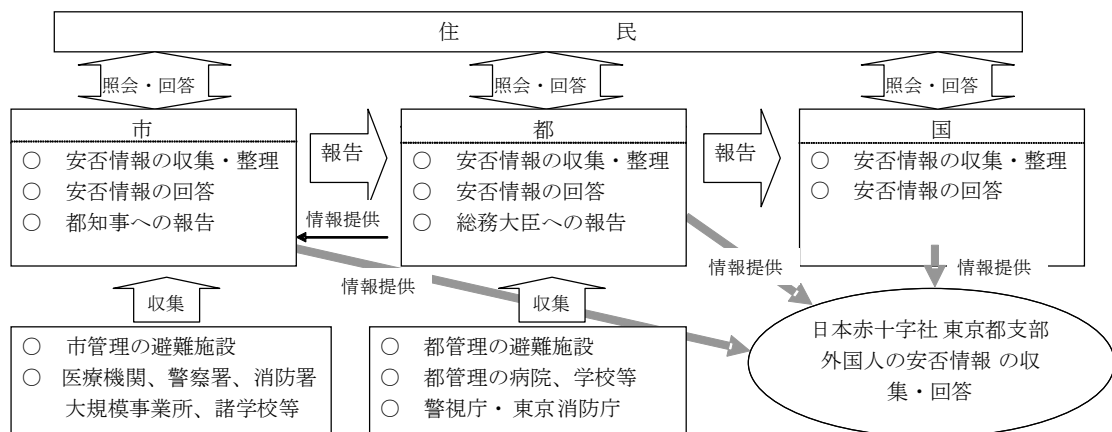 住 民
照会・回答 照会・回答 照会・回答
市
○ 安否情報の収集・整理
○ 安否情報の回答
○ 都知事への報告
報告
都
○ 安否情報の収集・整理
○ 安否情報の回答
○ 総務大臣への報告
報告
国
○ 安否情報の収集・整理
○ 安否情報の回答
情報提供
情報提供
情報提供
情報提供
収集
収集
○ 市管理の避難施設
○ 医療機関、警察署、消防署
大規模事業所、諸学校等
○ 都管理の避難施設
○ 都管理の病院、学校等
○ 警視庁・東京消防庁
日本赤十字社 東京都支部
外国人の安否情報 の収
集・回答